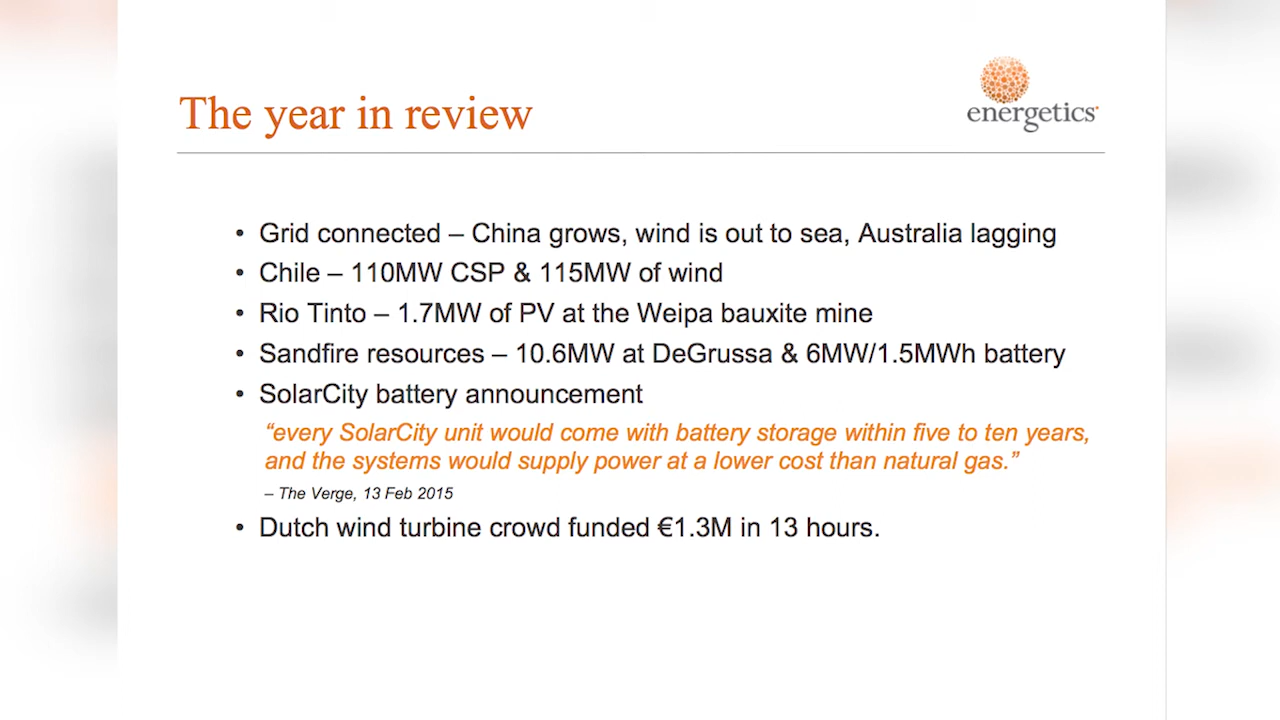 energetics
The year in review
• Grid connected – China grows, wind is out to sea, Australia lagging
• Chile – 110MW CSP & 115MW of wind
• Rio Tinto – 1.7MW of PV at the Weipa bauxite mine
• Sandfire resources – 10.6MW at DeGrussa & 6MW/1.5MWh battery
• SolarCity battery announcement
“every SolarCity unit would come with battery storage within five to ten years,
and the systems would supply power at a lower cost than natural gas.”
– The Verge, 13 Feb 2015
• Dutch wind turbine crowd funded €1.3M in 13 hours.